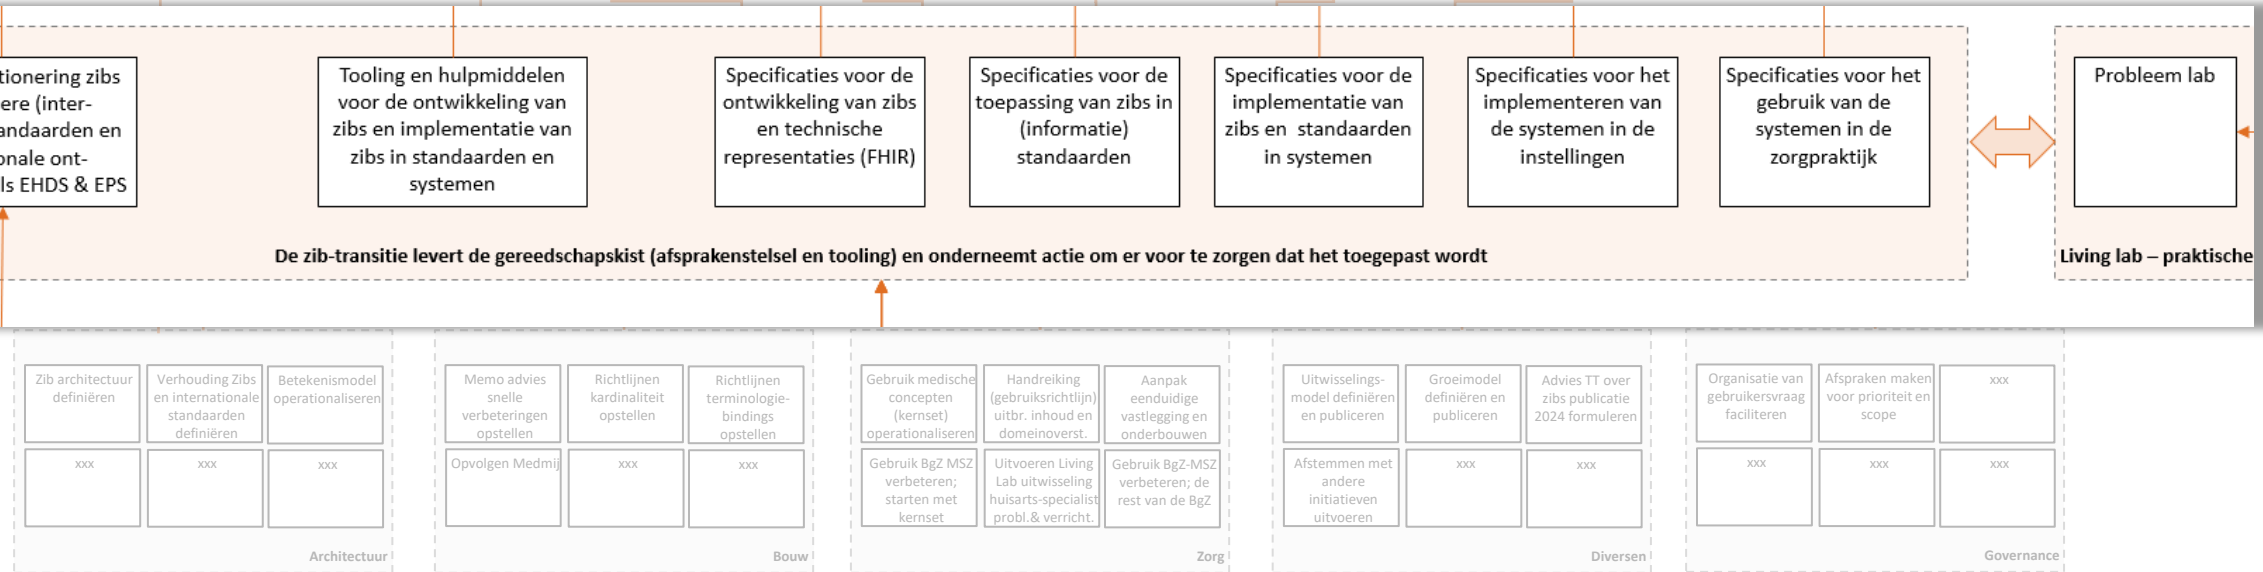 tionering zibs
ere (inter-
andaarden en
onale ont-
ls EHDS & EPS
Tooling en hulpmiddelen
voor de ontwikkeling van
zibs en implementatie van
zibs in standaarden en
systemen
Specificaties voor de
ontwikkeling van zibs
en technische
representaties (FHIR)
Specificaties voor de
toepassing van zibs in
(informatie)
standaarden
Specificaties voor de
implementatie van
zibs en standaarden
in systemen
Specificaties voor het
implementeren van
de systemen in de
instellingen
Specificaties voor het
gebruik van de
systemen in de
zorgpraktijk
Probleem lab
De zib-transitie levert de gereedschapskist (afsprakenstelsel en tooling) en onderneemt actie om er voor te zorgen dat het toegepast wordt
Living lab – praktische
Zib architectuur
definiëren
Verhouding Zibs
en internationale
standaarden
definiëren
Betekenismodel
operationaliseren
xxx
xxx
xxx
Architectuur
Memo advies
snelle
verbeteringen
opstellen
Richtlijnen
kardinaliteit
opstellen
Richtlijnen
terminologie-
bindings
opstellen
Opvolgen Medmij
xxx
xxx
Bouw
Gebruik medische
concepten
(kernset)
operationaliseren
Handreiking
(gebruiksrichtlijn)
uitbr. inhoud en
domeinoverst.
Aanpak
eenduidige
vastlegging en
onderbouwen
Gebruik BgZ MSZ
verbeteren;
starten met
kernset
Uitvoeren Living
Lab uitwisseling
huisarts-specialist
probl.& verricht.
Gebruik BgZ-MSZ
verbeteren; de
rest van de BgZ
Zorg
Uitwisselings-
model definiëren
en publiceren
Groeimodel
definiëren en
publiceren
Advies TT over
zibs publicatie
2024 formuleren
Afstemmen met
andere
initiatieven
uitvoeren
xxx
xxx
Diversen
Organisatie van
gebruikersvraag
faciliteren
Afspraken maken
voor prioriteit en
scope
xxx
xxx
xxx
xxx
Governance